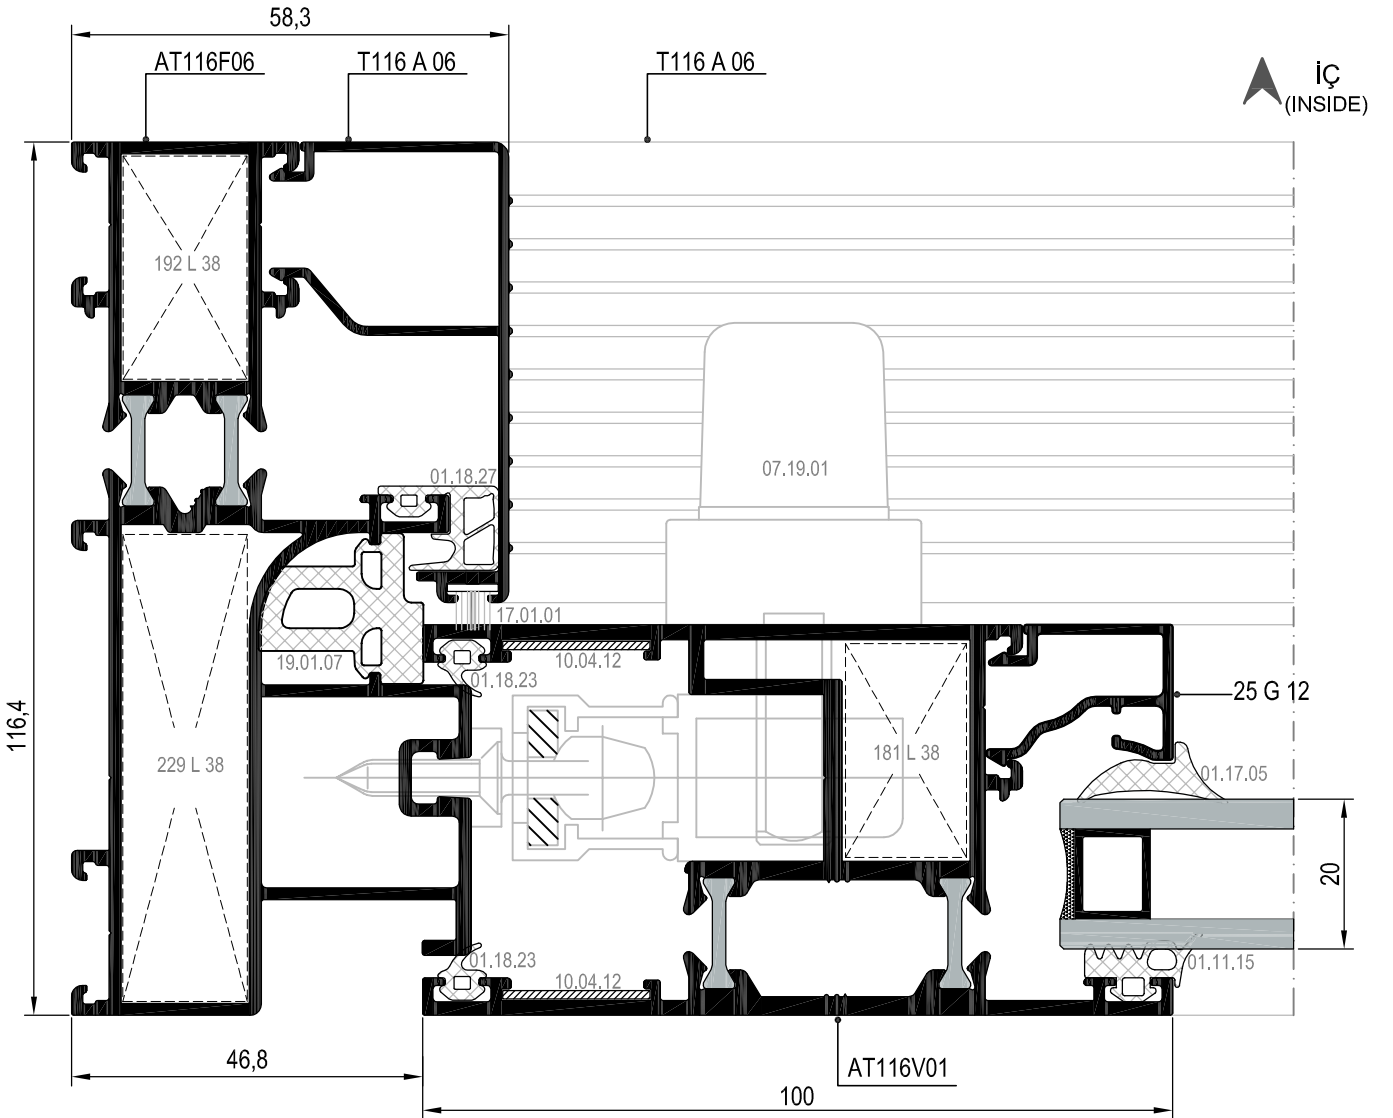 58,3
AT116F06
T116 A 06
T116 A 06
İÇ
(INSIDE)
192 L 38
07.19.01
01.18.27
17.01.01
10.04.12
19.01.07
01.18.23
25 G 12
116,4
229 L 38
181 L 38
01.17.05
20
01.18.23
10.04.12
01.11.15
46,8
AT116V01
100